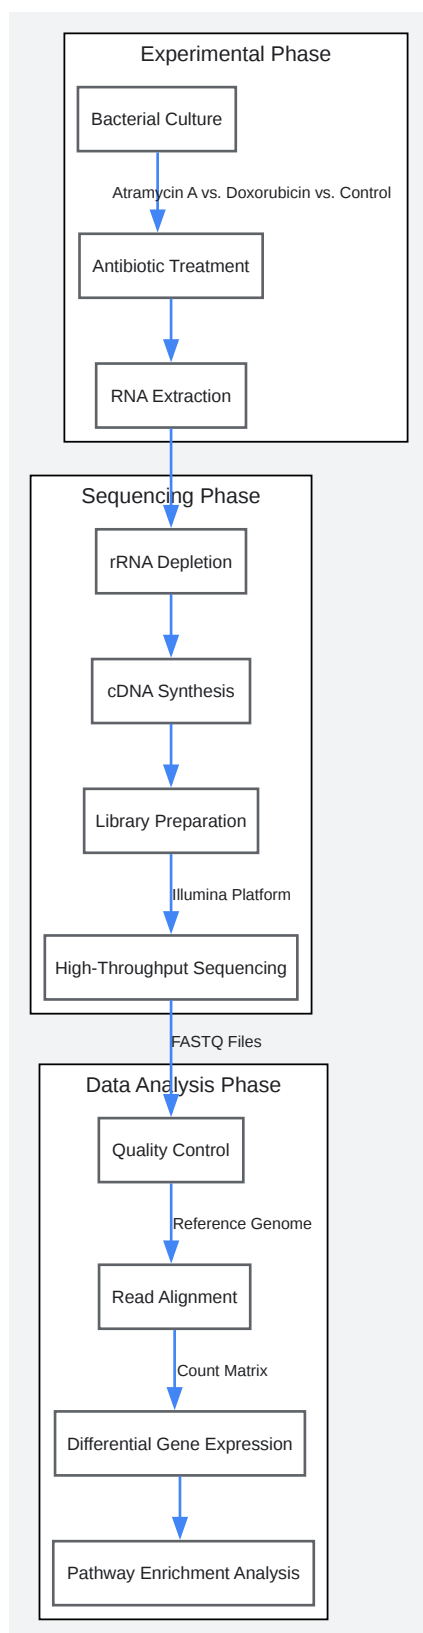 Experimental Phase
Bacterial Culture
Atramycin A vs. Doxorubicin vs. Control
Antibiotic Treatment
RNA Extraction
Sequencing Phase
rRNA Depletion
cDNA Synthesis
Library Preparation
Illumina Platform
High-Throughput Sequencing
FASTQ Files
Data Analysis Phase
Quality Control
Reference Genome
Read Alignment
Count Matrix
Differential Gene Expression
Pathway Enrichment Analysis